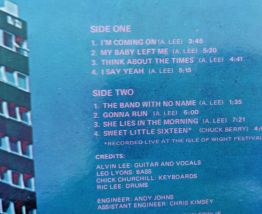 SIDE ONE
1. I'M COMING ON (A. LEE) 3:45
2. MY BABY LEFT ME (A. LEE) 5:20
3. THINK ABOUT THE TIMES (A. LEE) 4:41
4. I SAY YEAH (A. LEE) 5:15
SIDE TWO
1. THE BAND WITH NO NAME (A. LEE) 1:35
2. GONNA RUN (A. LEE) 6:00
3. SHE LIES IN THE MORNING (A. LEE) 7:21
4. SWEET LITTLE SIXTEEN* (CHUCK BERRY)
*RECORDED LIVE AT THE ISLE OF WIGHT FESTIVAL
CREDITS:
ALVIN LEE: GUITAR AND VOCALS
LEO LYONS: BASS
CHICK CHURCHILL: KEYBOARDS
RIC LEE: DRUMS
ENGINEER: ANDY JOHNS
ASSISTANT ENGINEER: CHRIS KIMSEY